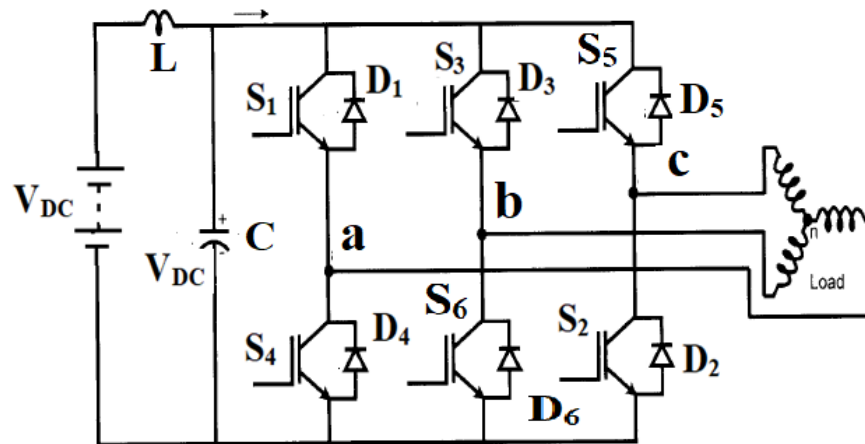 L
S1
D1
S3
D3
S5
D5
VDC
C
VDC
a
b
c
n
Load
S4
D4
S6
D6
S2
D2
+
-